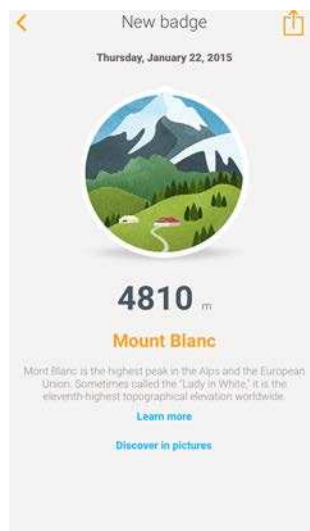 New badge
Thursday, January 22, 2015
4810 m
Mount Blanc
Mont Blanc is the highest peak in the Alps and the European
Union. Sometimes called the "Lady in White," it is the
eleventh-highest topographical elevation worldwide.
Learn more
Discover in pictures